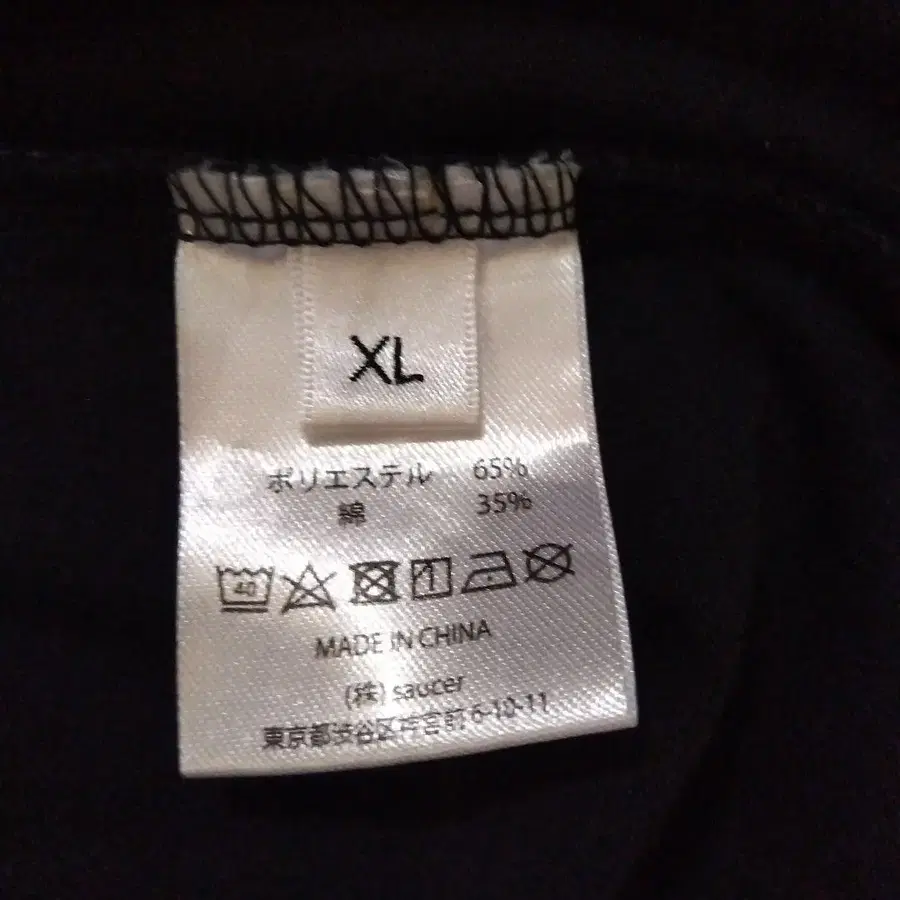 XL
ポリエステル 65%
綿 35%
40
MADE IN CHINA
(株) saucer
東京都渋谷区神宮前 6-10-11